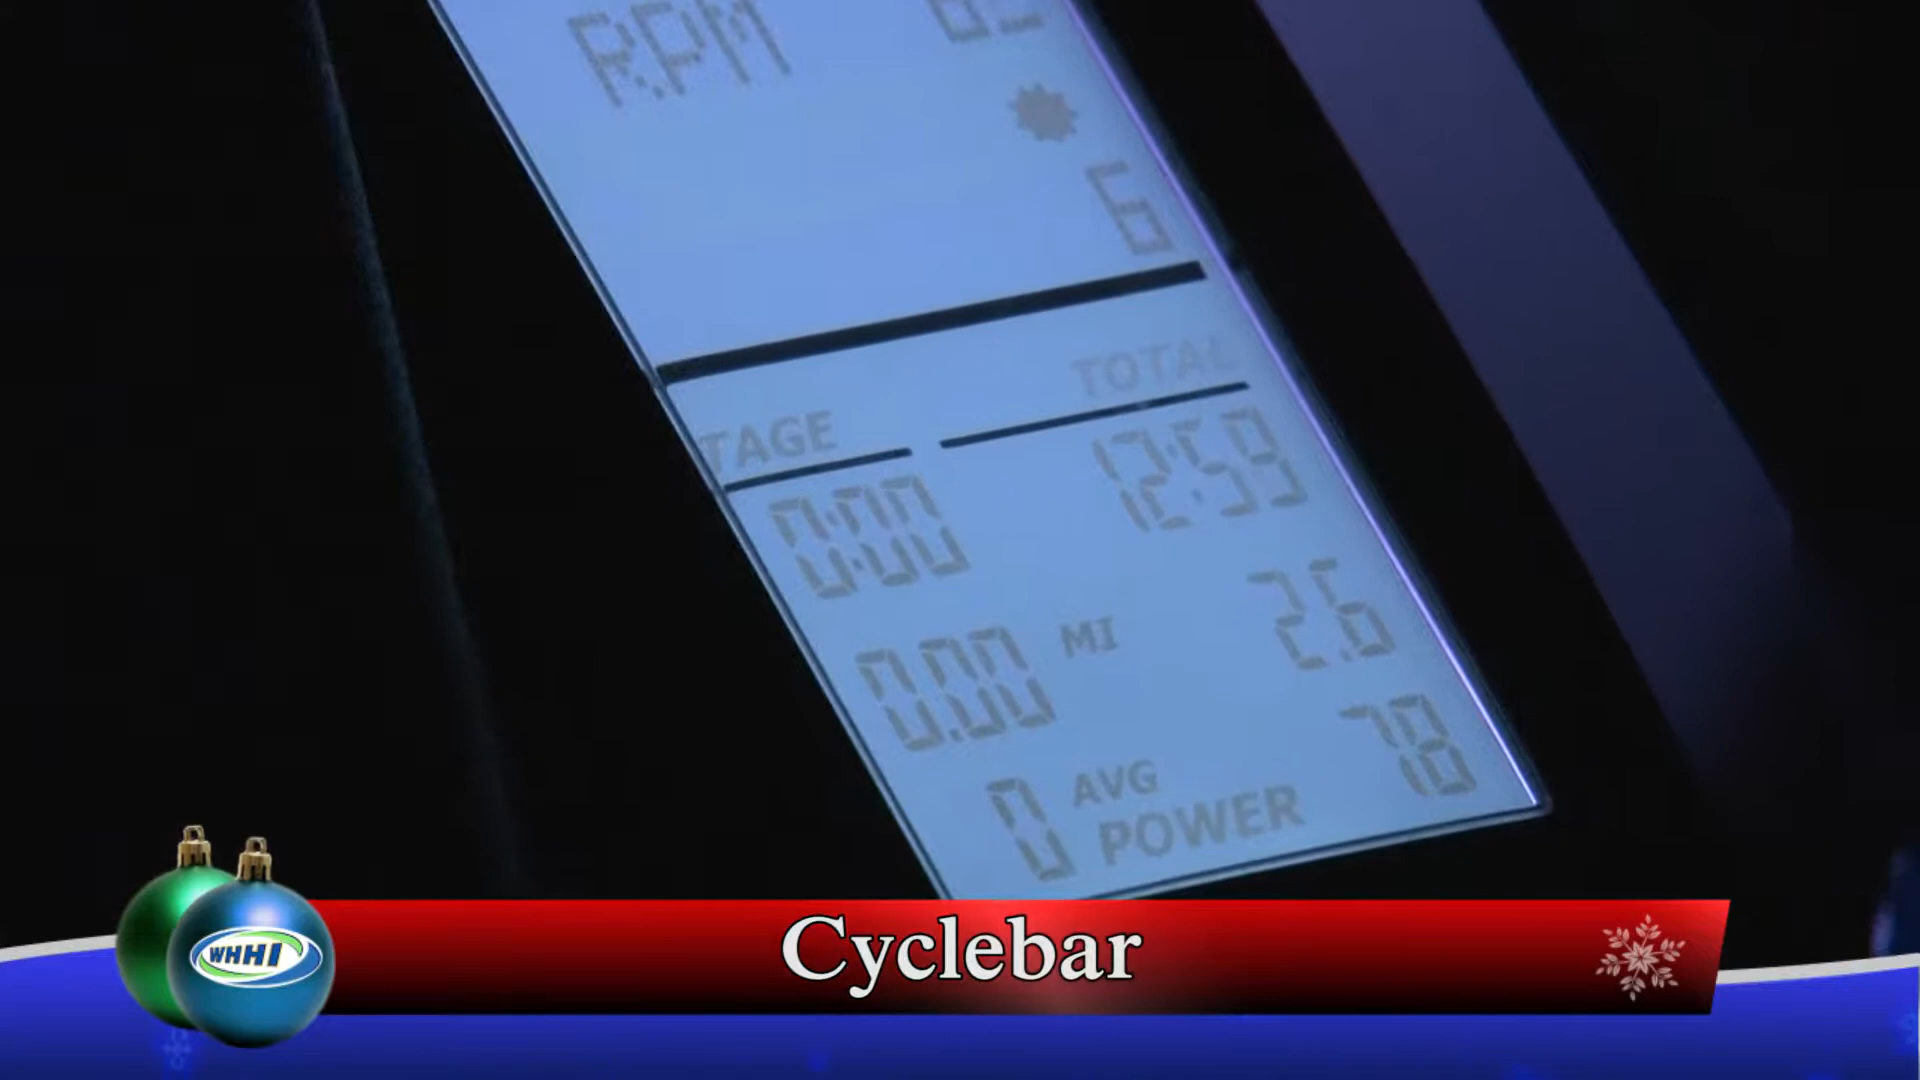 RPM
6
TAGE TOTAL
0:00 12:59
0.00 MI 2.6
0 AVG POWER 78
WHHI
Cyclebar